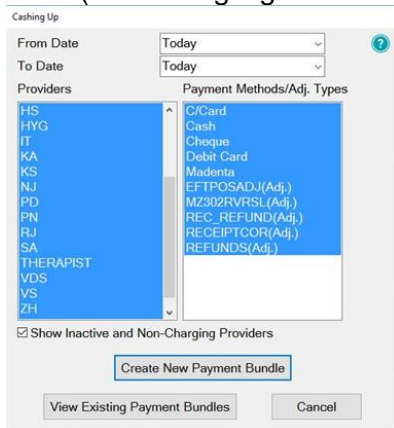 Cashing Up
From Date Today
?
To Date Today
Providers
Payment Methods/Adj. Types
HS
HYG
IT
KA
KS
NJ
PD
PN
RJ
SA
THERAPIST
VDS
VS
ZH
C/Card
Cash
Cheque
Debit Card
Madenta
EFTPOSADJ(Adj.)
MZ302RVRSL(Adj.)
REC_REFUND(Adj.)
RECEIPTCOR(Adj.)
REFUNDS(Adj.)
Show Inactive and Non-Charging Providers
Create New Payment Bundle
View Existing Payment Bundles
Cancel